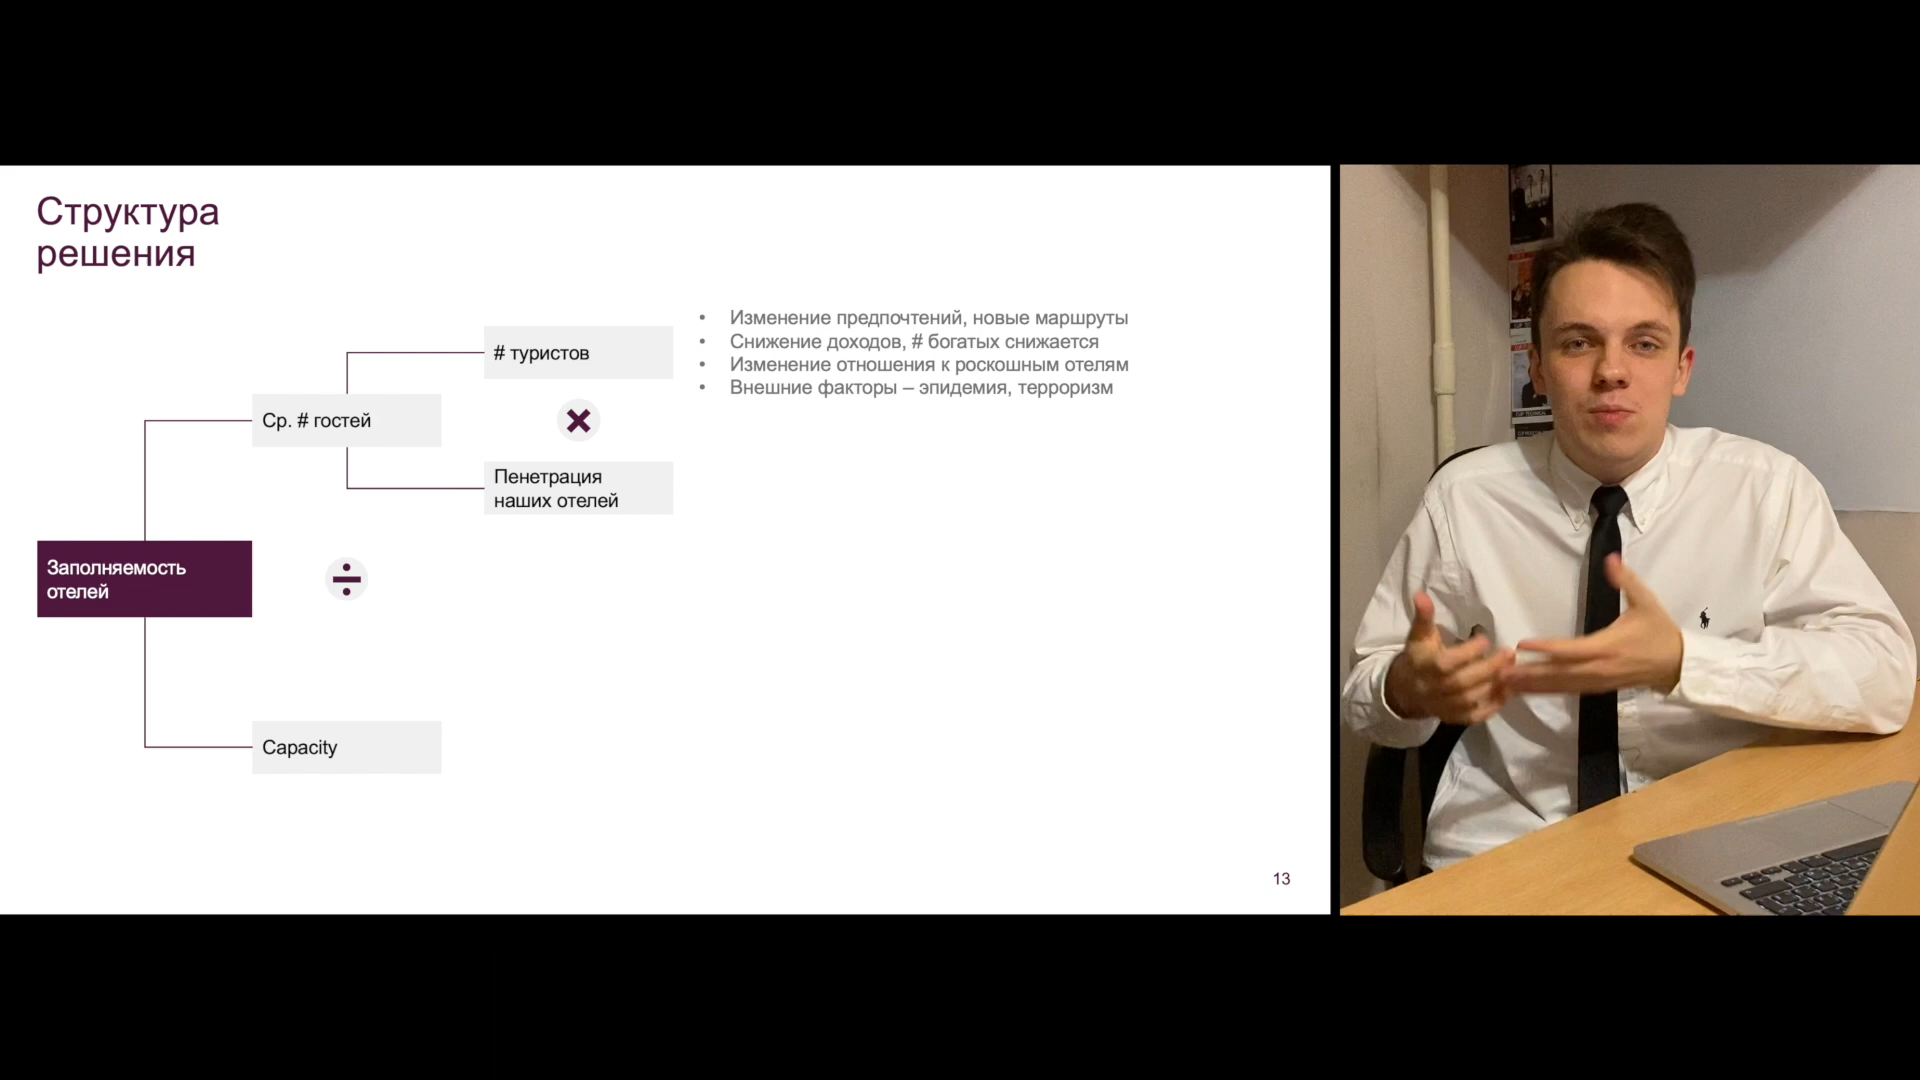 Структура
решения
# туристов
• Изменение предпочтений, новые маршруты
• Снижение доходов, # богатых снижается
• Изменение отношения к роскошным отелям
• Внешние факторы – эпидемия, терроризм
Ср. # гостей
Пенетрация
наших отелей
Заполняемость
отелей
Capacity
13